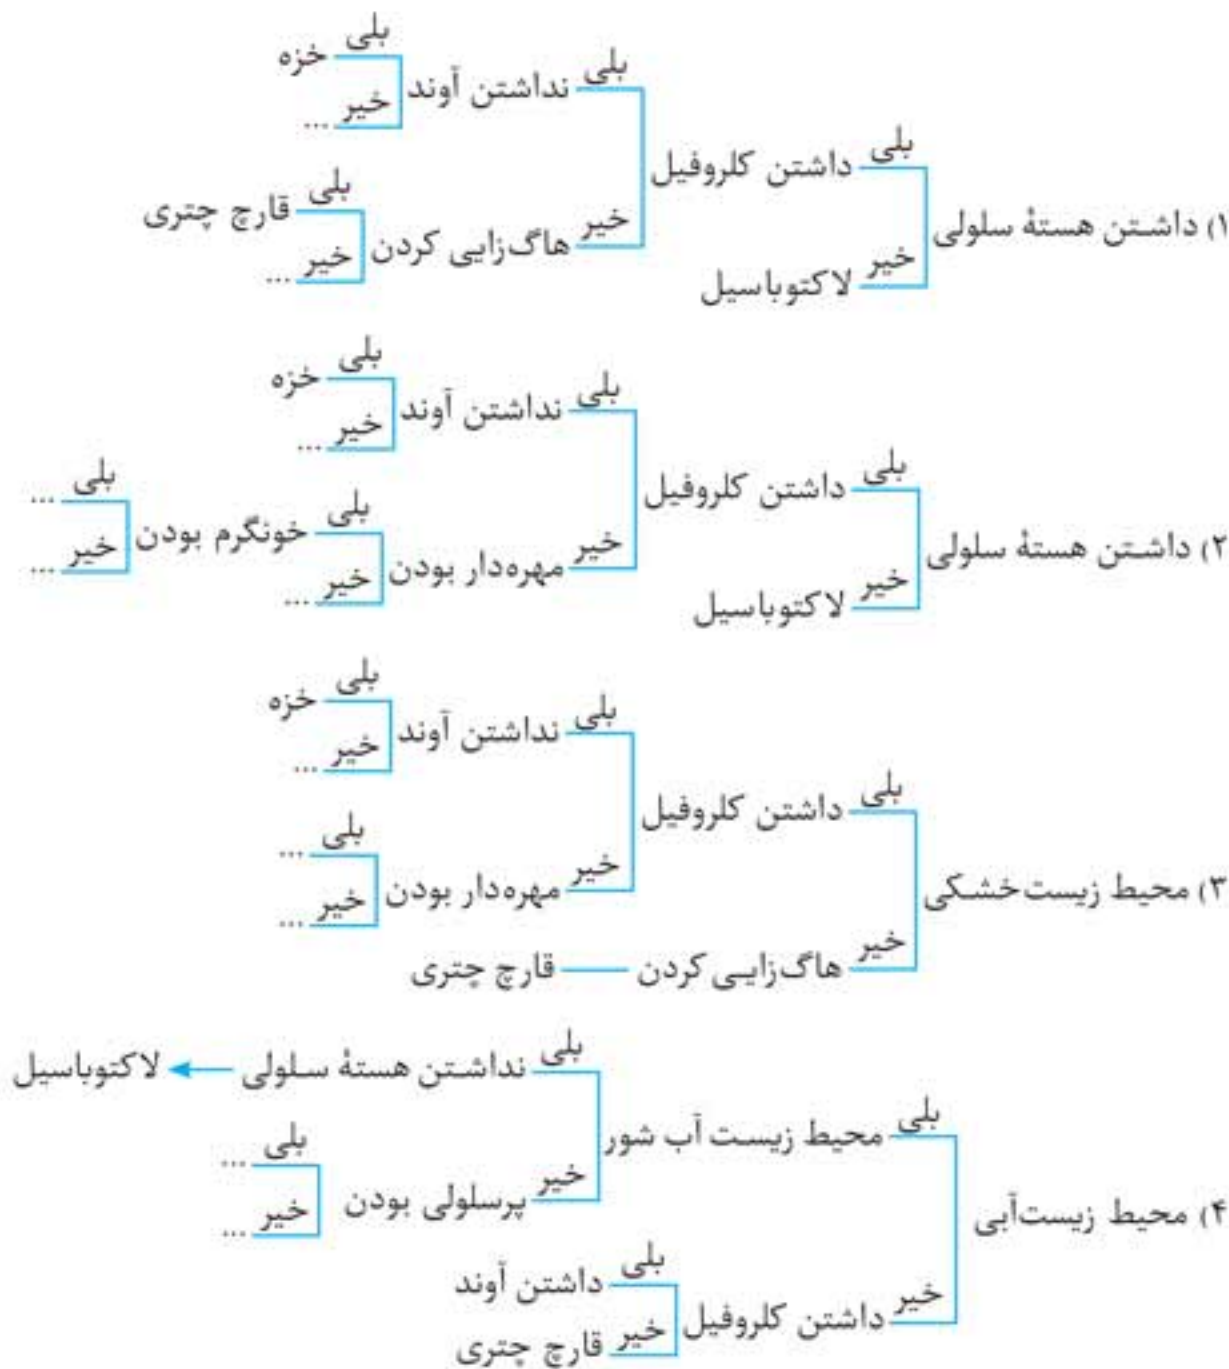 بلی خزه
بلی نداشتن آوند
خیر ...
بلی داشتن کلروفیل
بلی قارچ چتری
خیر هاگ‌زایی کردن
خیر ...
۱) داشتن هستهٔ سلولی
خیر لاکتوباسیل
بلی خزه
بلی نداشتن آوند
خیر ...
بلی داشتن کلروفیل
بلی ...
بلی خونگرم بودن
خیر ...
خیر مهره‌دار بودن
خیر ...
۲) داشتن هستهٔ سلولی
خیر لاکتوباسیل
بلی خزه
بلی نداشتن آوند
خیر ...
بلی داشتن کلروفیل
بلی ...
خیر مهره‌دار بودن
خیر ...
۳) محیط زیست خشکی
خیر هاگ‌زایی کردن قارچ چتری
بلی نداشتن هستهٔ سلولی لاکتوباسیل
بلی محیط زیست آب شور
بلی ...
خیر پرسلولی بودن
خیر ...
۴) محیط زیست‌آبی
بلی داشتن آوند
خیر داشتن کلروفیل
خیر قارچ چتری